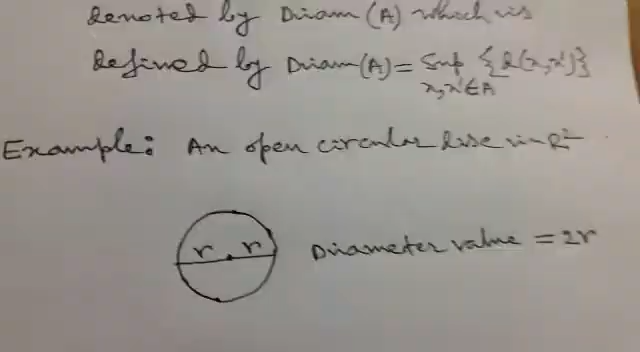 denoted by Diam (A) which is
defined by Diam(A) = Sup {d(x,x')}
x,x' ∈ A
Example: An open circular disc in R²
r r Diameter value = 2r